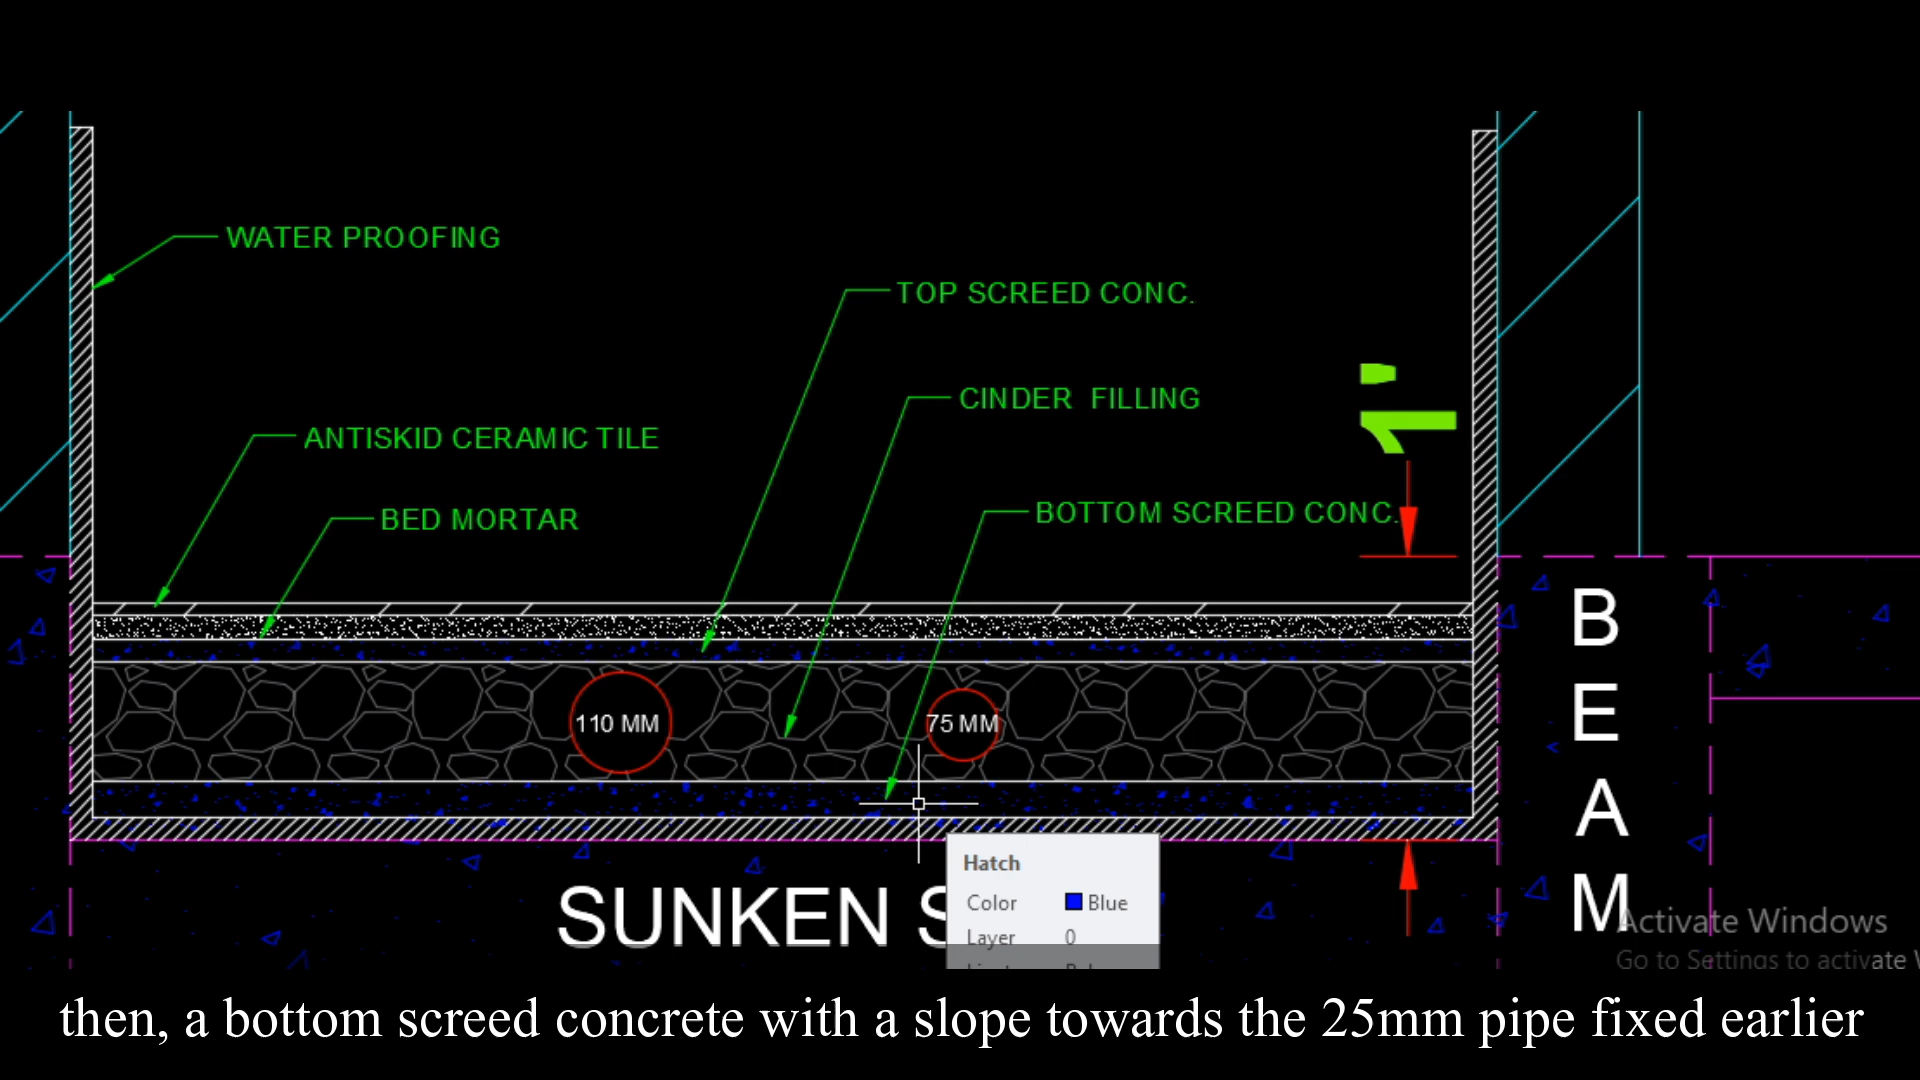 WATER PROOFING
TOP SCREED CONC.
1'
CINDER FILLING
ANTISKID CERAMIC TILE
BOTTOM SCREED CONC.
BED MORTAR
110 MM
75 MM
BEAM
SUNKEN S
Hatch
Color Blue
Layer 0
Activate Windows
Go to Settings to activate
then, a bottom screed concrete with a slope towards the 25mm pipe fixed earlier